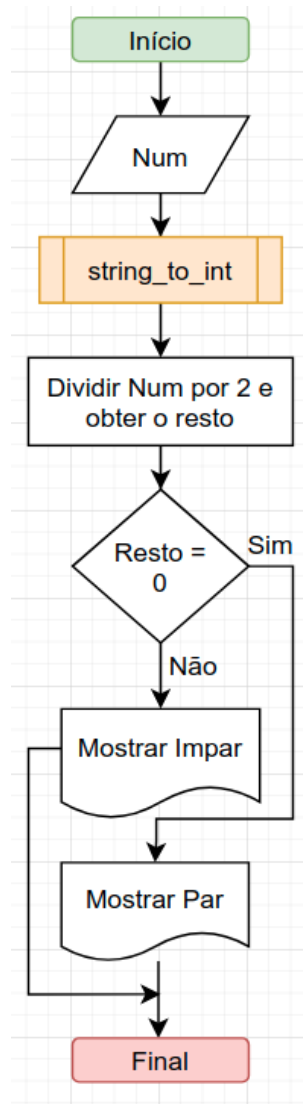 Início
Num
string_to_int
Dividir Num por 2 e
obter o resto
Resto =
0
Sim
Não
Mostrar Impar
Mostrar Par
Final